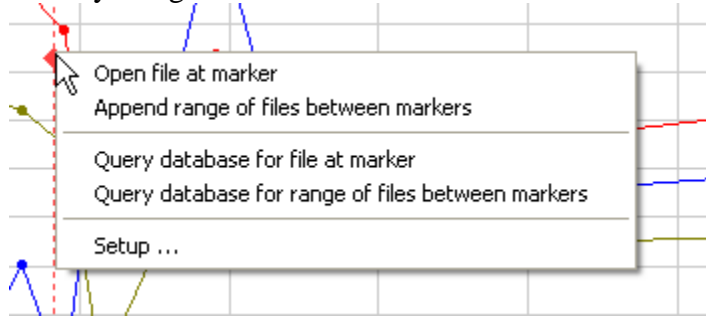 Open file at marker
Append range of files between markers
Query database for file at marker
Query database for range of files between markers
Setup ...